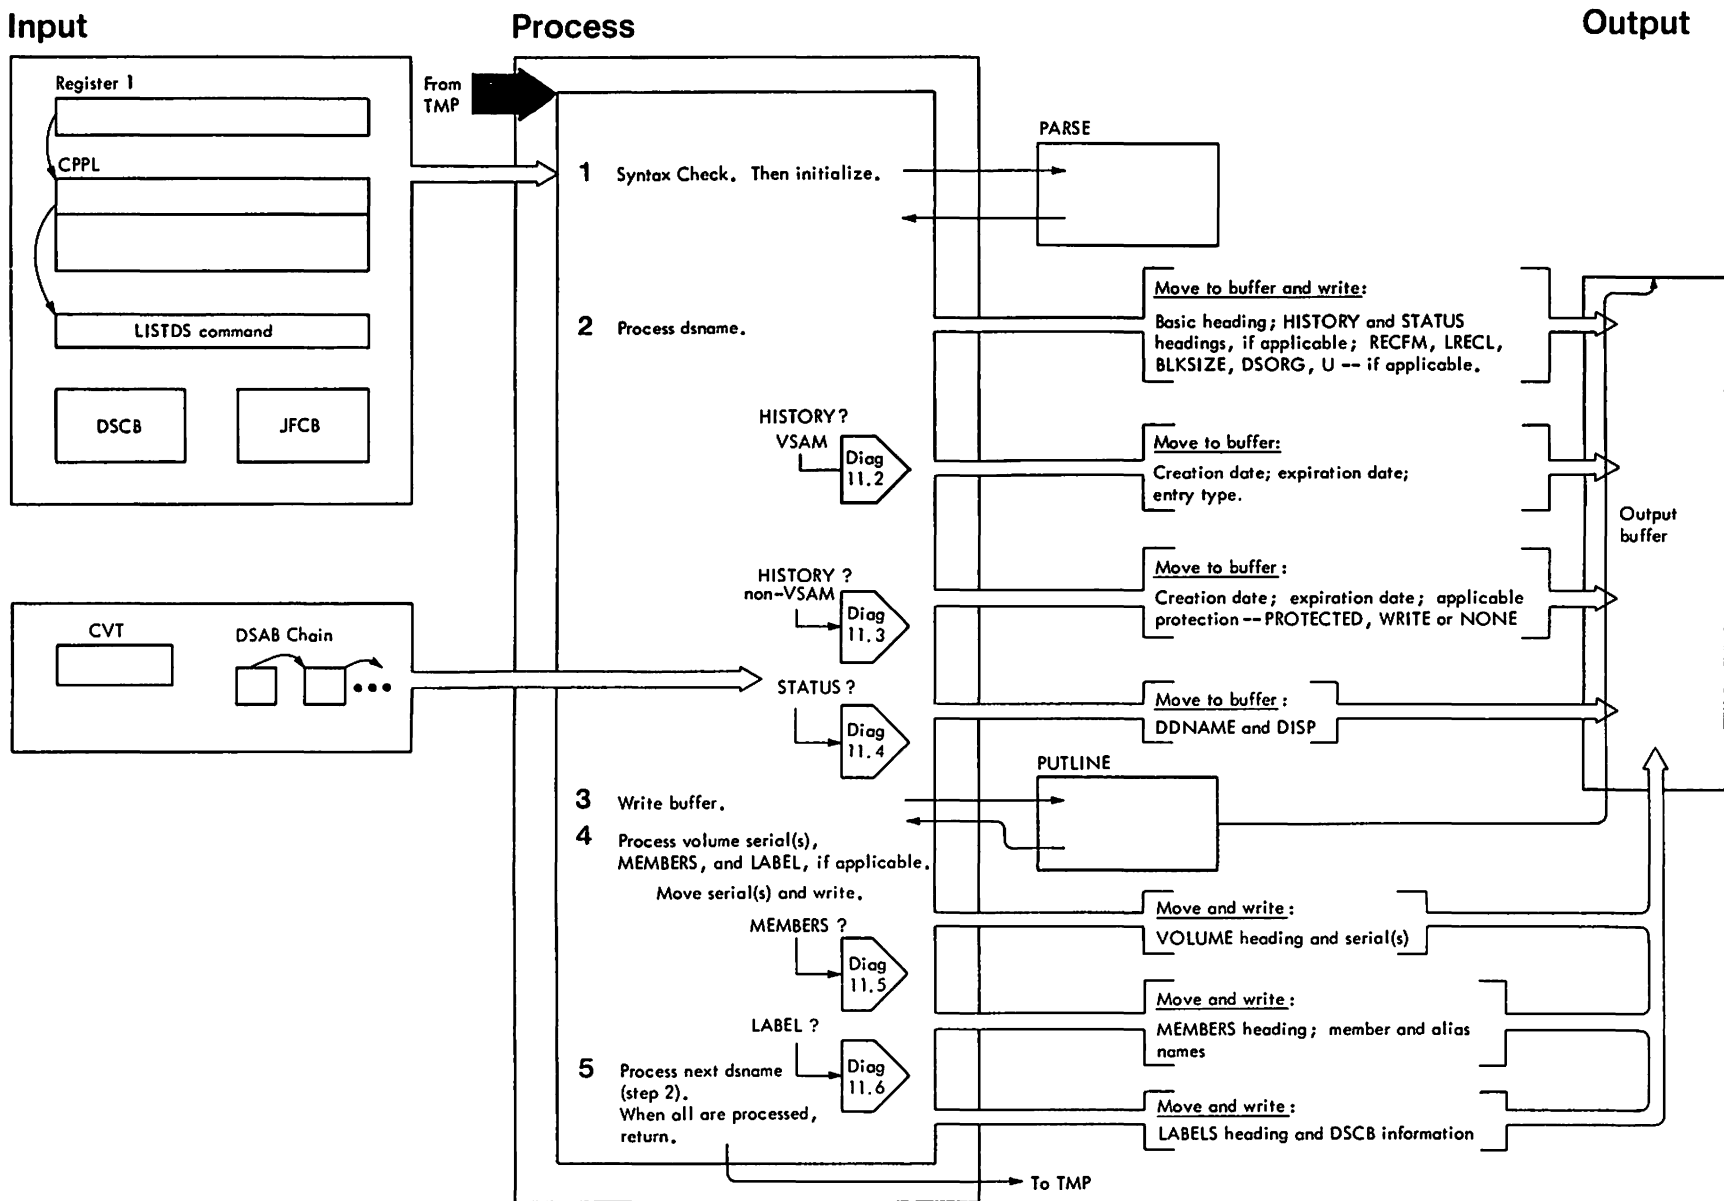 Input
Process
Output
Register 1
From
TMP
CPPL
LISTDS command
DSCB
JFCB
CVT
DSAB Chain
1 Syntax Check. Then initialize.
PARSE
2 Process dsname.
Move to buffer and write:
Basic heading; HISTORY and STATUS
headings, if applicable; RECFM, LRECL,
BLKSIZE, DSORG, U -- if applicable.
HISTORY?
VSAM
Diag
11.2
Move to buffer:
Creation date; expiration date;
entry type.
Output
buffer
HISTORY ?
non-VSAM
Diag
11.3
Move to buffer :
Creation date; expiration date; applicable
protection -- PROTECTED, WRITE or NONE
STATUS ?
Diag
11.4
Move to buffer :
DDNAME and DISP
PUTLINE
3 Write buffer.
4 Process volume serial(s),
MEMBERS, and LABEL, if applicable.
Move serial(s) and write.
Move and write :
VOLUME heading and serial(s)
MEMBERS ?
Diag
11.5
Move and write :
MEMBERS heading; member and alias
names
LABEL ?
Diag
11.6
5 Process next dsname
(step 2).
When all are processed,
return.
Move and write :
LABELS heading and DSCB information
To TMP